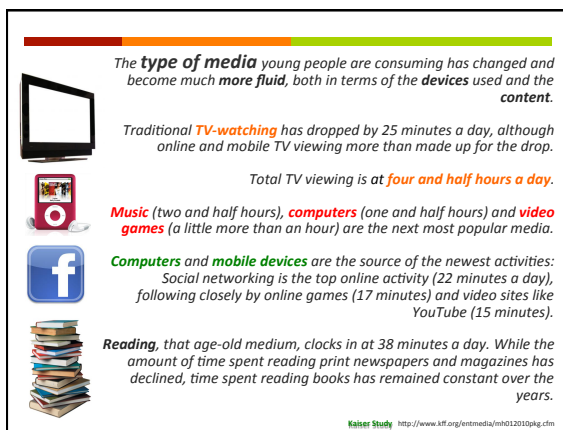 The type of media young people are consuming has changed and
become much more fluid, both in terms of the devices used and the
content.
Traditional TV-watching has dropped by 25 minutes a day, although
online and mobile TV viewing more than made up for the drop.
Total TV viewing is at four and half hours a day.
Music (two and half hours), computers (one and half hours) and video
games (a little more than an hour) are the next most popular media.
Computers and mobile devices are the source of the newest activities:
Social networking is the top online activity (22 minutes a day),
following closely by online games (17 minutes) and video sites like
YouTube (15 minutes).
Reading, that age-old medium, clocks in at 38 minutes a day. While the
amount of time spent reading print newspapers and magazines has
declined, time spent reading books has remained constant over the
years.
Kaiser Study http://www.kff.org/entmedia/mh012010pkg.cfm